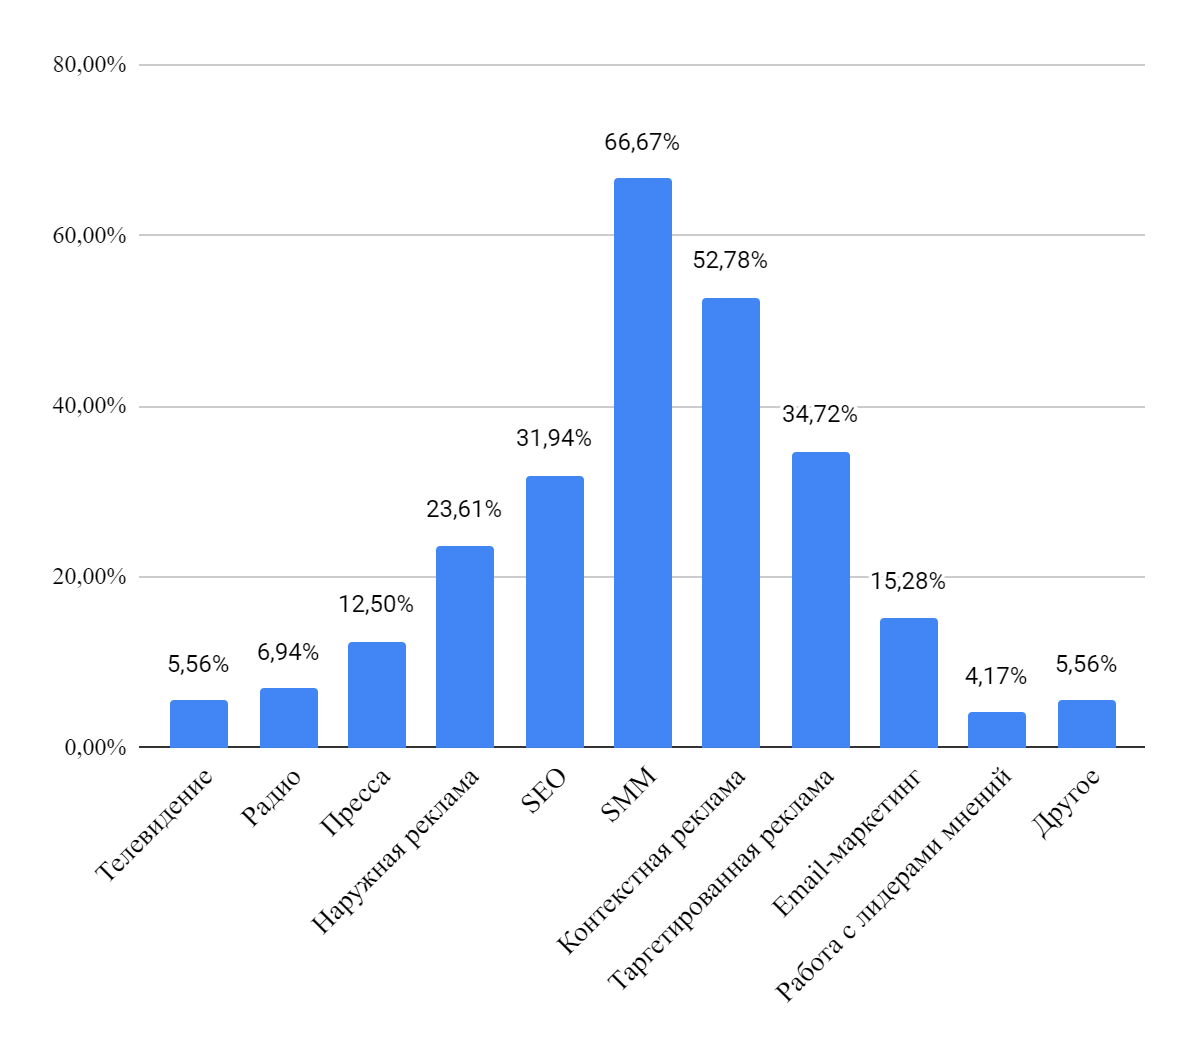 80,00%
60,00%
40,00%
20,00%
0,00%
5,56%
6,94%
12,50%
23,61%
31,94%
66,67%
52,78%
34,72%
15,28%
4,17%
5,56%
Телевидение
Радио
Пресса
Наружная реклама
SEO
SMM
Контекстная реклама
Таргетированная реклама
Email-маркетинг
Работа с лидерами мнений
Другое